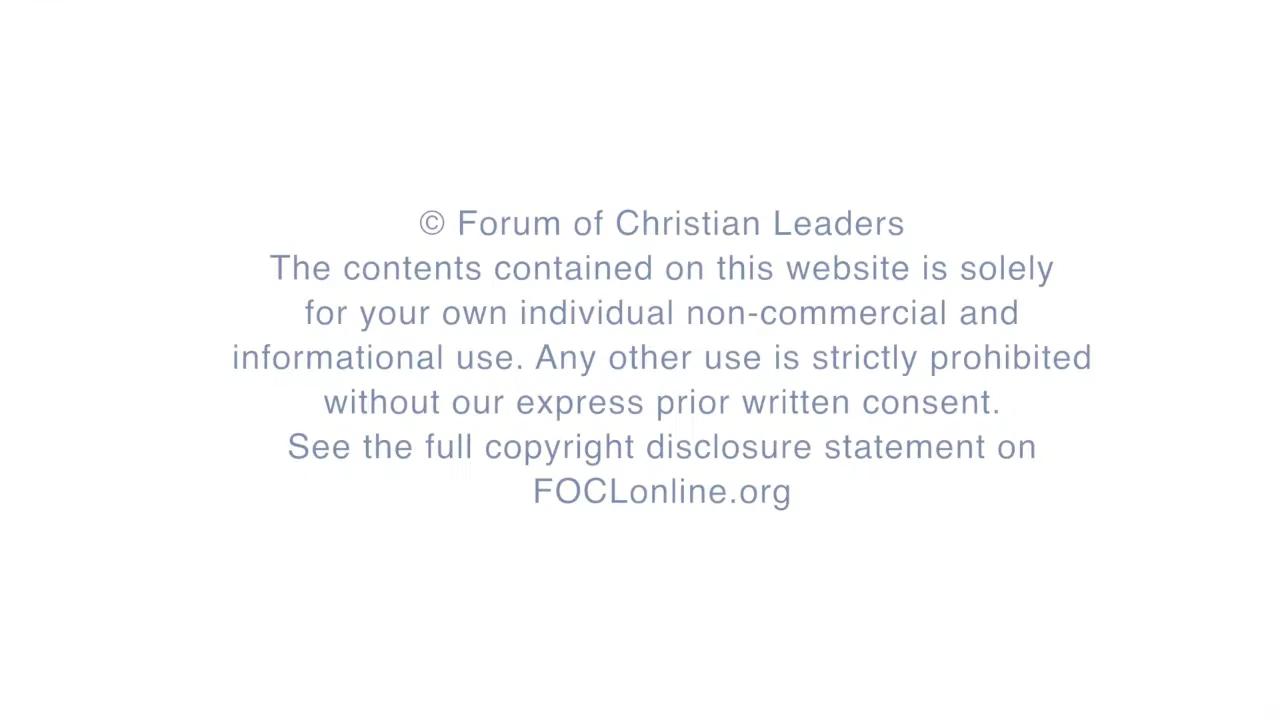 © Forum of Christian Leaders
The contents contained on this website is solely
for your own individual non-commercial and
informational use. Any other use is strictly prohibited
without our express prior written consent.
See the full copyright disclosure statement on
FOCLonline.org